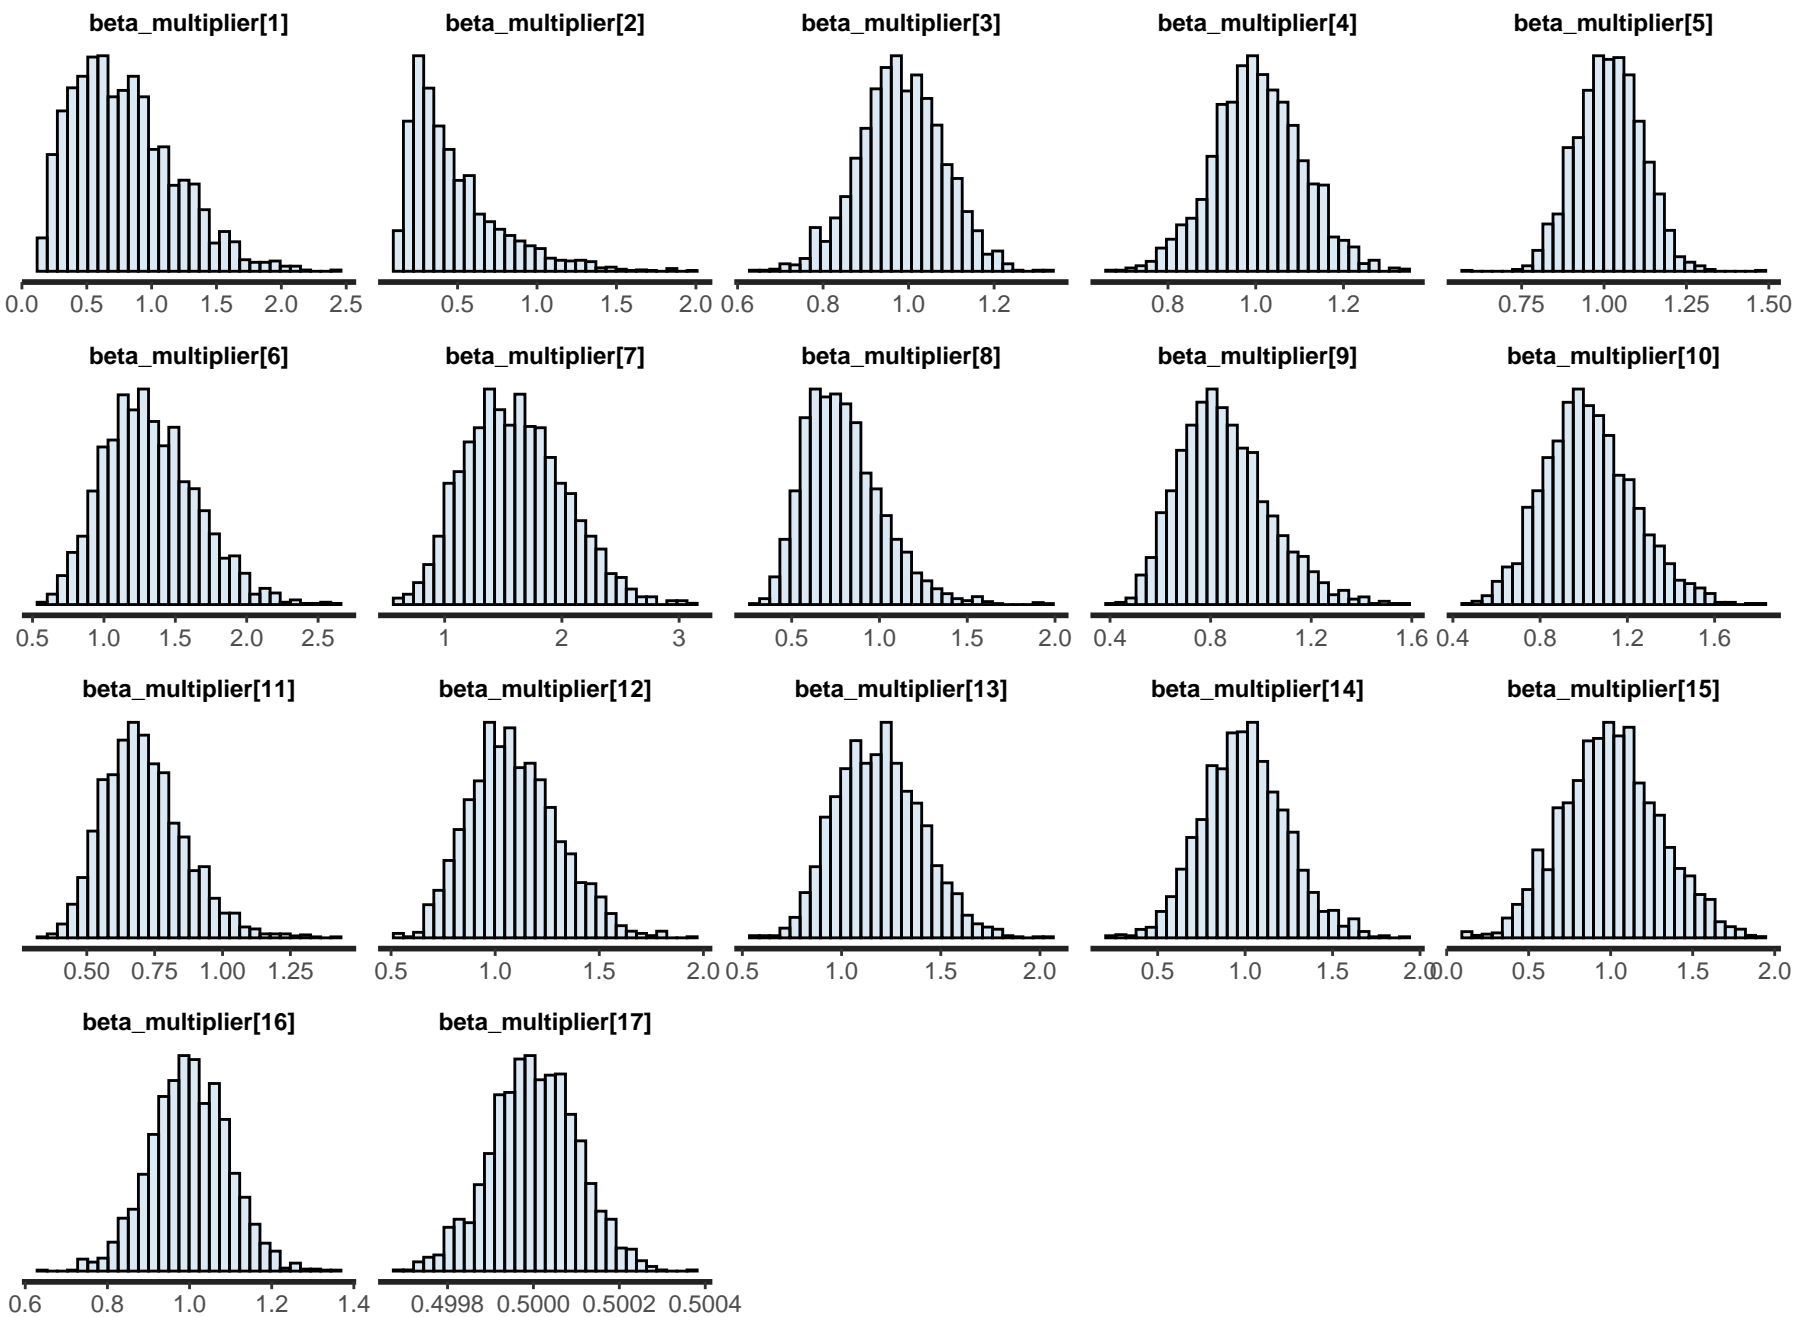 beta_multiplier[1] beta_multiplier[2] beta_multiplier[3] beta_multiplier[4] beta_multiplier[5]
0.0 0.5 1.0 1.5 2.0 2.5 0.5 1.0 1.5 2.0 0.6 0.8 1.0 1.2 0.8 1.0 1.2 0.75 1.00 1.25 1.50
beta_multiplier[6] beta_multiplier[7] beta_multiplier[8] beta_multiplier[9] beta_multiplier[10]
0.5 1.0 1.5 2.0 2.5 1 2 3 0.5 1.0 1.5 2.0 0.4 0.8 1.2 1.6 0.4 0.8 1.2 1.6
beta_multiplier[11] beta_multiplier[12] beta_multiplier[13] beta_multiplier[14] beta_multiplier[15]
0.50 0.75 1.00 1.25 0.5 1.0 1.5 2.0 0.5 1.0 1.5 2.0 0.5 1.0 1.5 2.0 0.0 0.5 1.0 1.5 2.0
beta_multiplier[16] beta_multiplier[17]
0.6 0.8 1.0 1.2 1.4 0.4998 0.5000 0.5002 0.5004